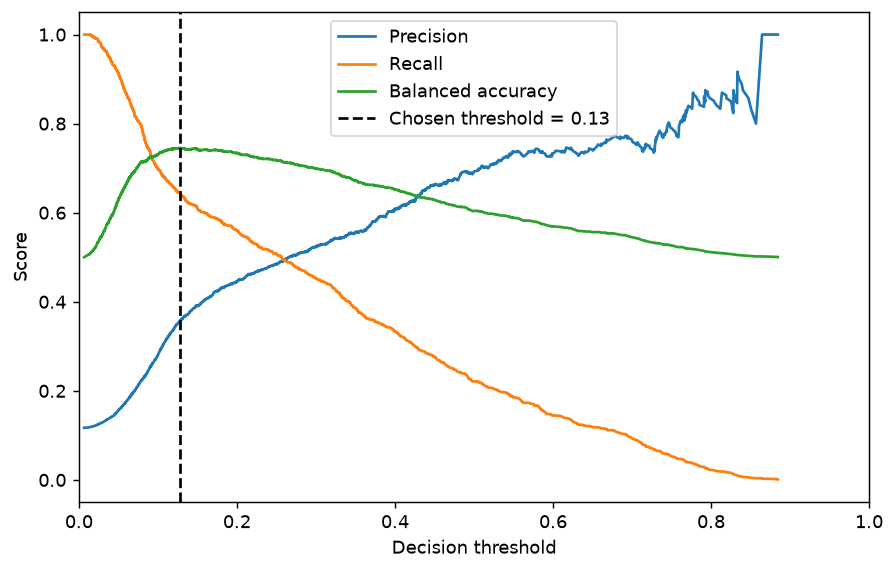 Precision
Recall
Balanced accuracy
Chosen threshold = 0.13
Score
1.0
0.8
0.6
0.4
0.2
0.0
0.0 0.2 0.4 0.6 0.8 1.0
Decision threshold